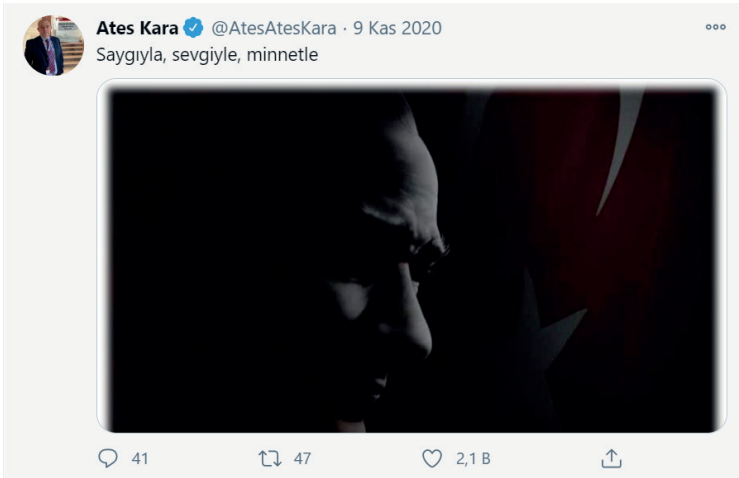 Ates Kara @AtesAtesKara · 9 Kas 2020
Saygıyla, sevgiyle, minnetle
41 47 2,1 B